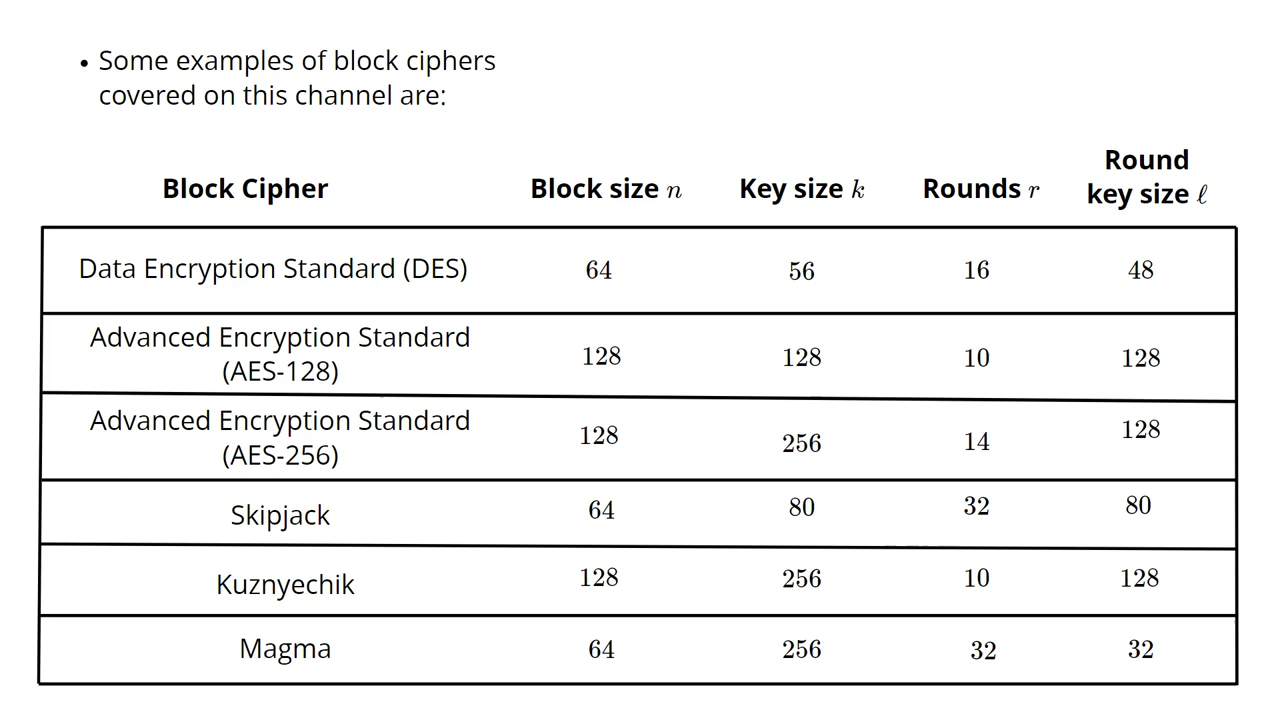 • Some examples of block ciphers
covered on this channel are:
Block Cipher Block size n Key size k Rounds r Round
key size ℓ
Data Encryption Standard (DES) 64 56 16 48
Advanced Encryption Standard
(AES-128) 128 128 10 128
Advanced Encryption Standard
(AES-256) 128 256 14 128
Skipjack 64 80 32 80
Kuznyechik 128 256 10 128
Magma 64 256 32 32